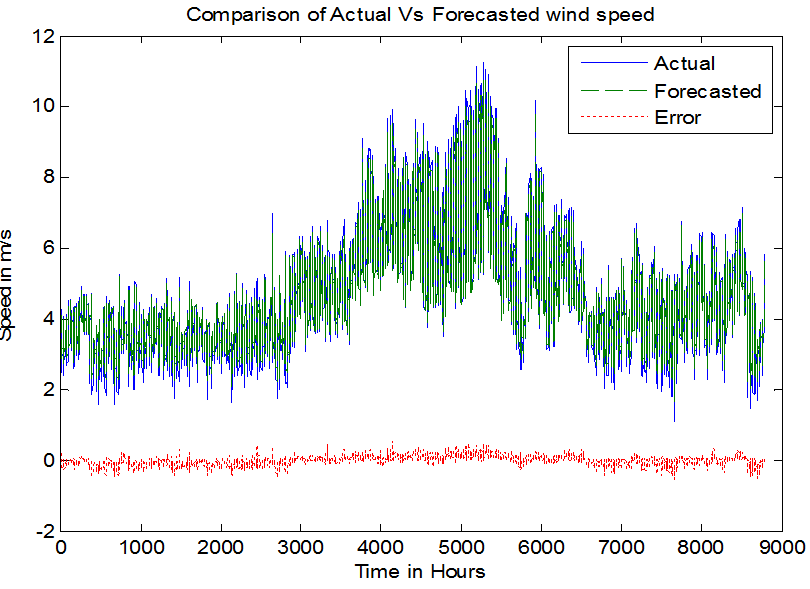 Comparison of Actual Vs Forecasted wind speed
12
10
8
6
4
2
0
-2
Speed in m/s
Actual
Forecasted
Error
0 1000 2000 3000 4000 5000 6000 7000 8000 9000
Time in Hours